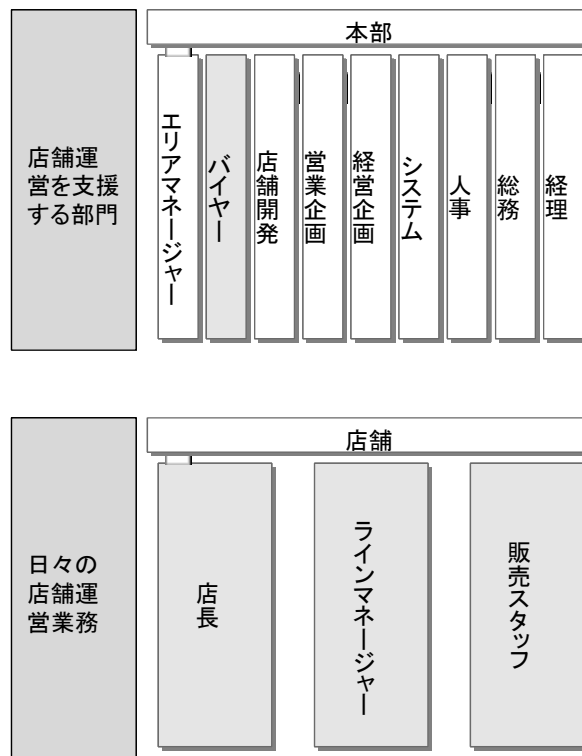 本部
店舗運
営を支援
する部門
エリアマネージャー
バイヤー
店舗開発
営業企画
経営企画
システム
人事
総務
経理
店舗
日々の
店舗運
営業務
店長
ラインマネージャー
販売スタッフ